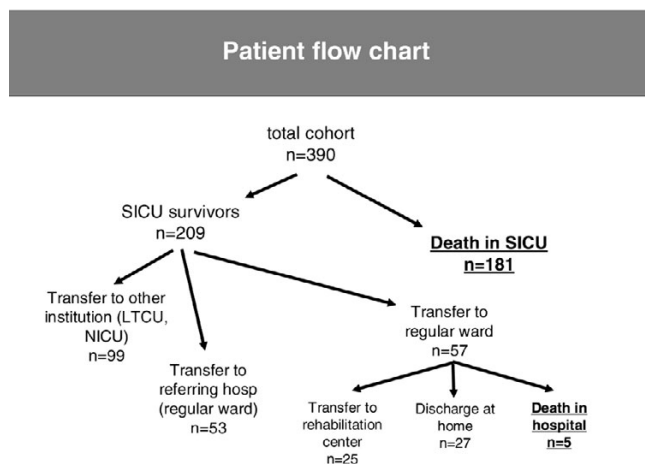 Patient flow chart
total cohort
n=390
SICU survivors
n=209
Death in SICU
n=181
Transfer to other
institution (LTCU,
NICU)
n=99
Transfer to
referring hosp
(regular ward)
n=53
Transfer to
regular ward
n=57
Transfer to
rehabilitation
center
n=25
Discharge at
home
n=27
Death in
hospital
n=5